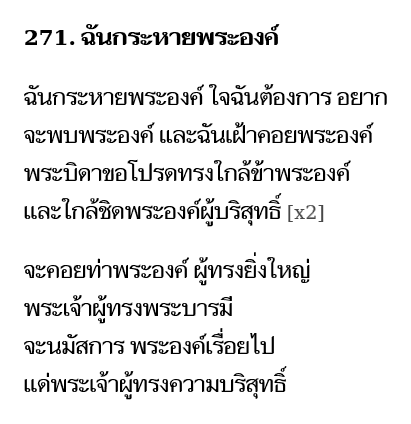 271. ฉันกระหายพระองค์
ฉันกระหายพระองค์ ใจฉันต้องการ อยาก
จะพบพระองค์ และฉันเฝ้าคอยพระองค์
พระบิดาขอโปรดทรงใกล้ข้าพระองค์
และใกล้ชิดพระองค์ผู้บริสุทธิ์ [x2]
จะคอยท่าพระองค์ ผู้ทรงยิ่งใหญ่
พระเจ้าผู้ทรงพระบารมี
จะนมัสการ พระองค์เรื่อยไป
แด่พระเจ้าผู้ทรงความบริสุทธิ์